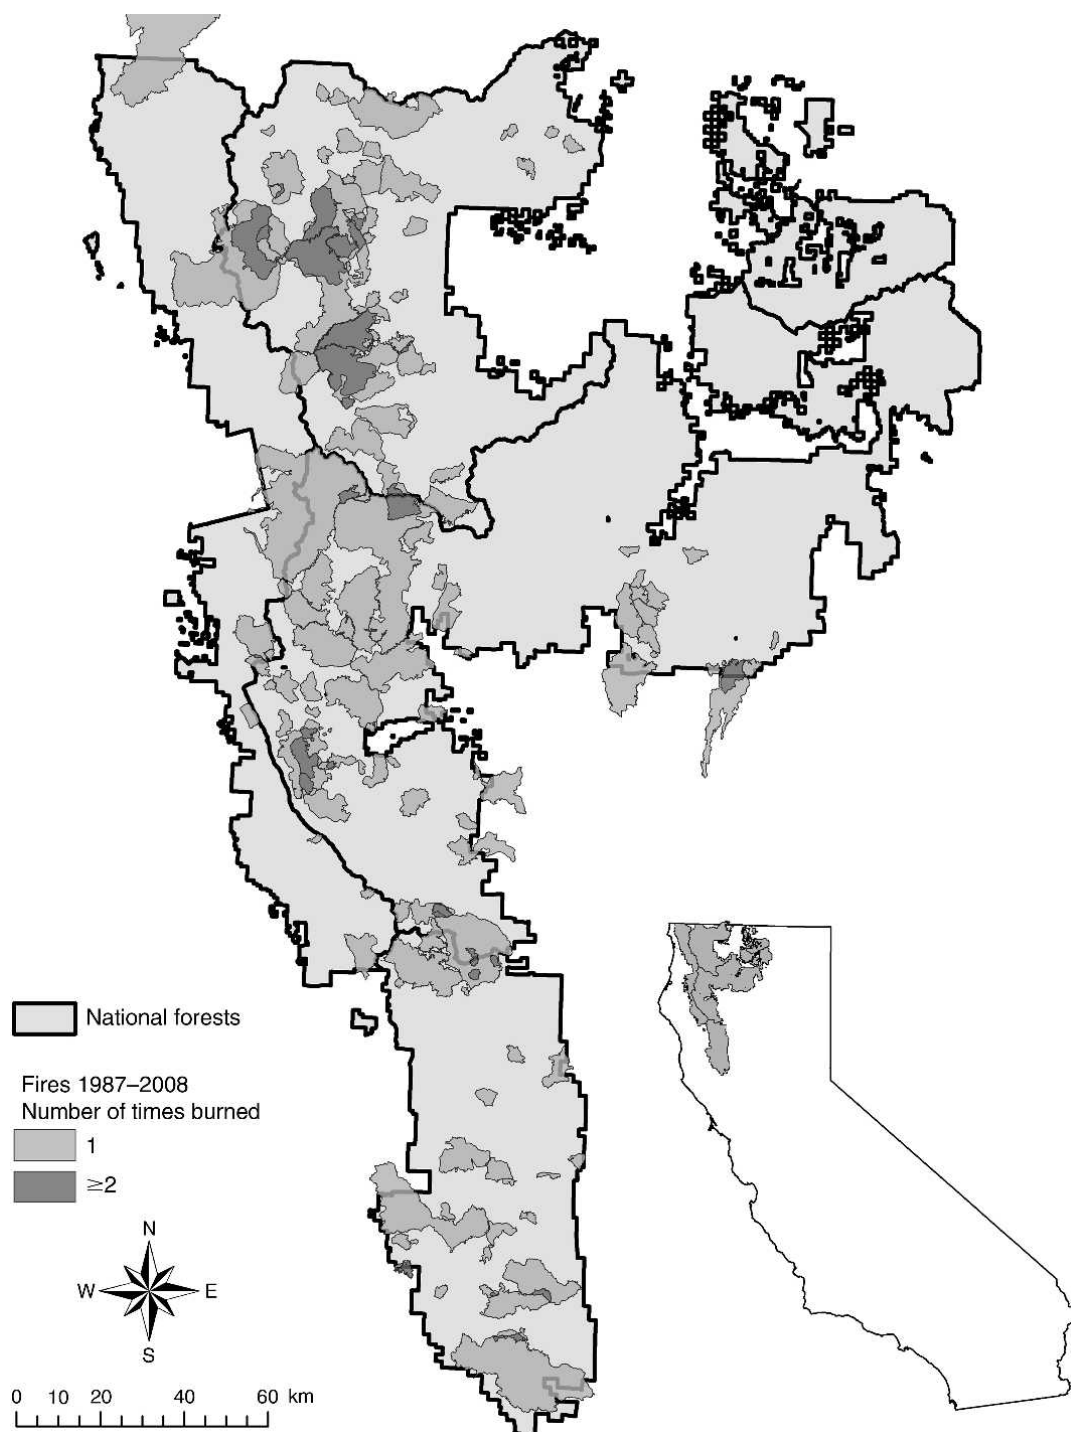 National forests
Fires 1987–2008
Number of times burned
1
≥2
N
W E
S
0 10 20 40 60 km